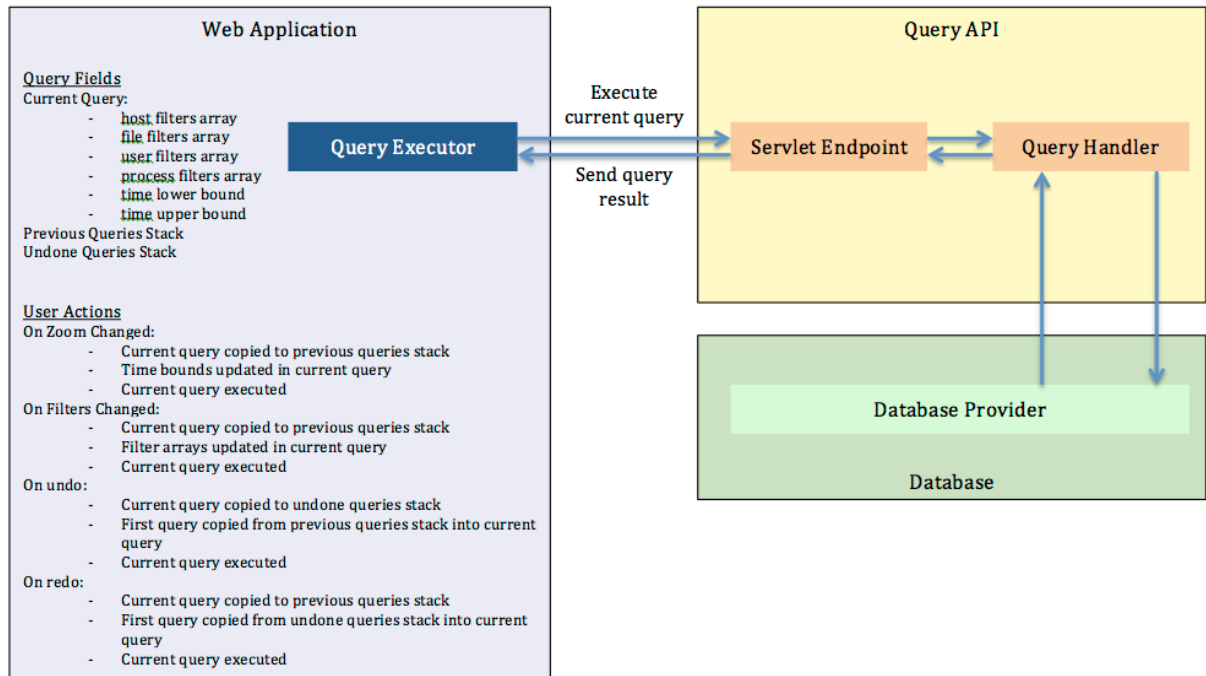 Web Application
Query Fields
Current Query:
- host filters array
- file filters array
- user filters array
- process filters array
- time lower bound
- time upper bound
Previous Queries Stack
Undone Queries Stack
User Actions
On Zoom Changed:
- Current query copied to previous queries stack
- Time bounds updated in current query
- Current query executed
On Filters Changed:
- Current query copied to previous queries stack
- Filter arrays updated in current query
- Current query executed
On undo:
- Current query copied to undone queries stack
- First query copied from previous queries stack into current
query
- Current query executed
On redo:
- Current query copied to previous queries stack
- First query copied from undone queries stack into current
query
- Current query executed
Query Executor
Execute
current query
Send query
result
Query API
Servlet Endpoint
Query Handler
Database Provider
Database